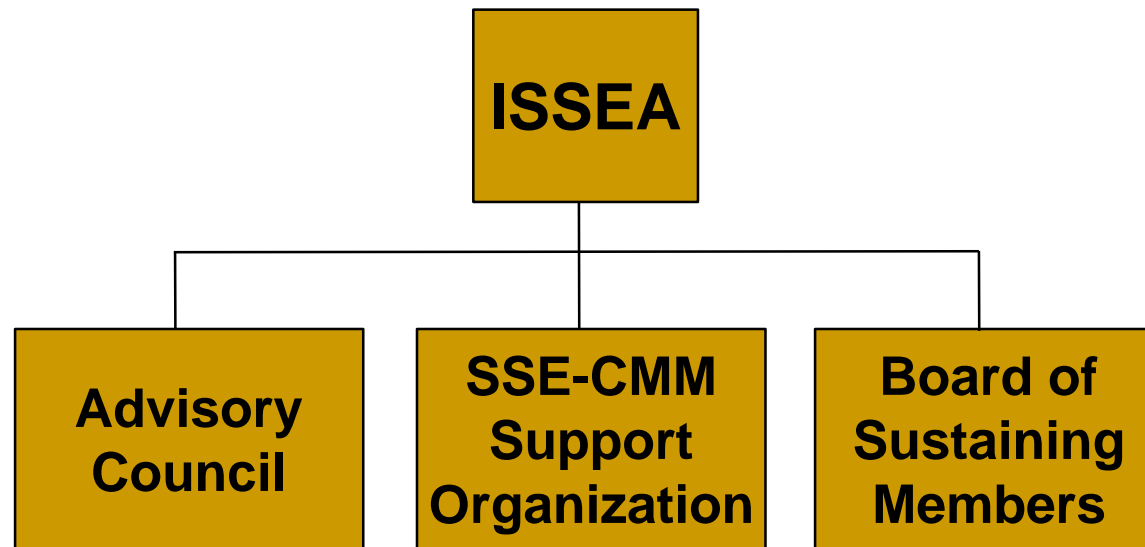 ISSEA
Advisory
Council
SSE-CMM
Support
Organization
Board of
Sustaining
Members